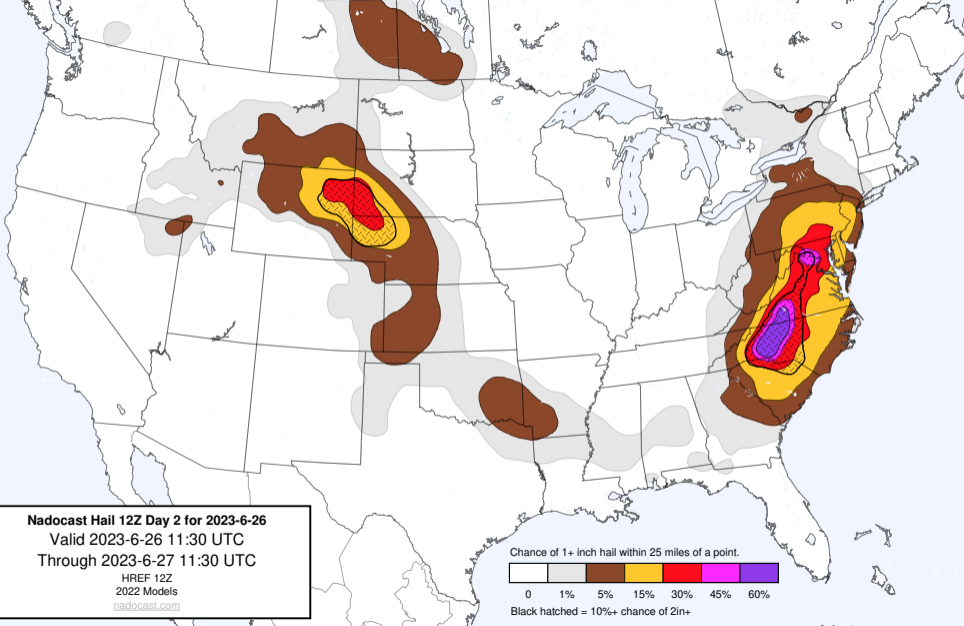 Nadocast Hail 12Z Day 2 for 2023-6-26
Valid 2023-6-26 11:30 UTC
Through 2023-6-27 11:30 UTC
HREF 12Z
2022 Models
nadocast.com
Chance of 1+ inch hail within 25 miles of a point.
0 1% 5% 15% 30% 45% 60%
Black hatched = 10%+ chance of 2in+